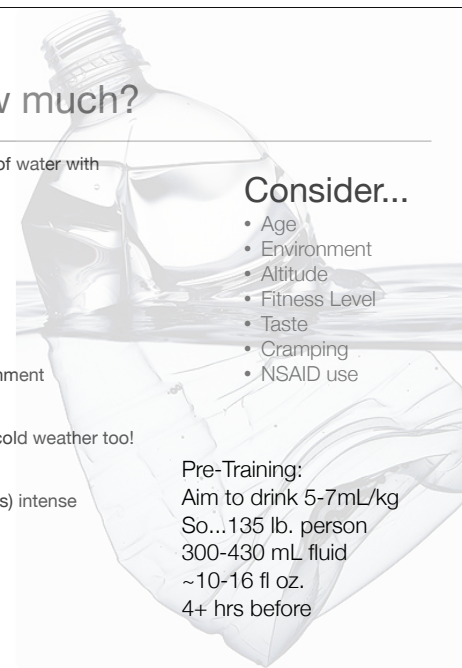 w much?
of water with
Consider...
• Age
• Environment
• Altitude
• Fitness Level
• Taste
• Cramping
• NSAID use
nment
cold weather too!
s) intense
Pre-Training:
Aim to drink 5-7mL/kg
So...135 lb. person
300-430 mL fluid
~10-16 fl oz.
4+ hrs before